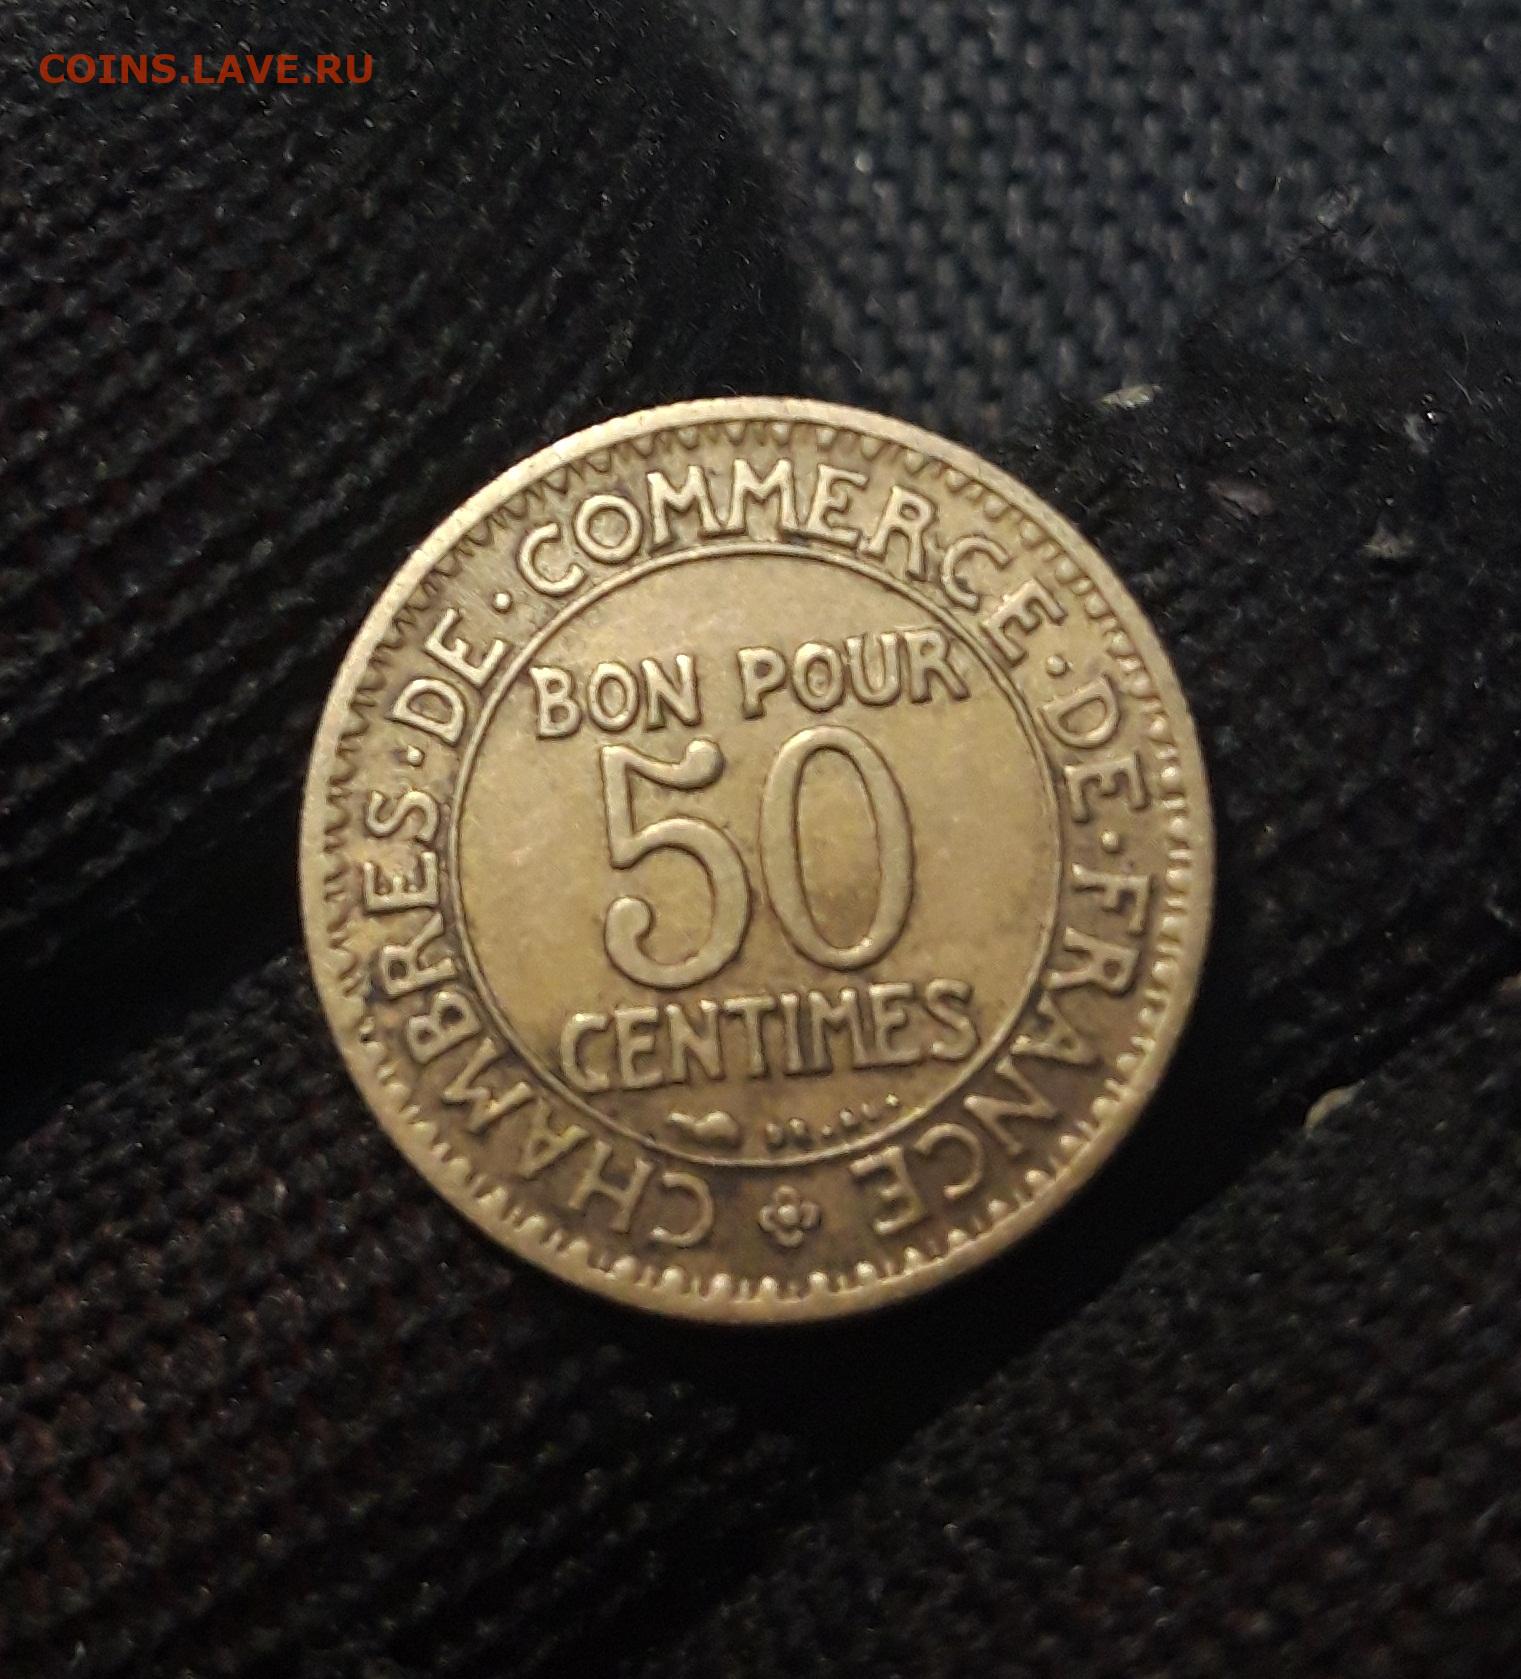 COINS.LAVE.RU
CHAMBRES·DE·COMMERCE·DE·FRANCE
BON POUR
50
CENTIMES